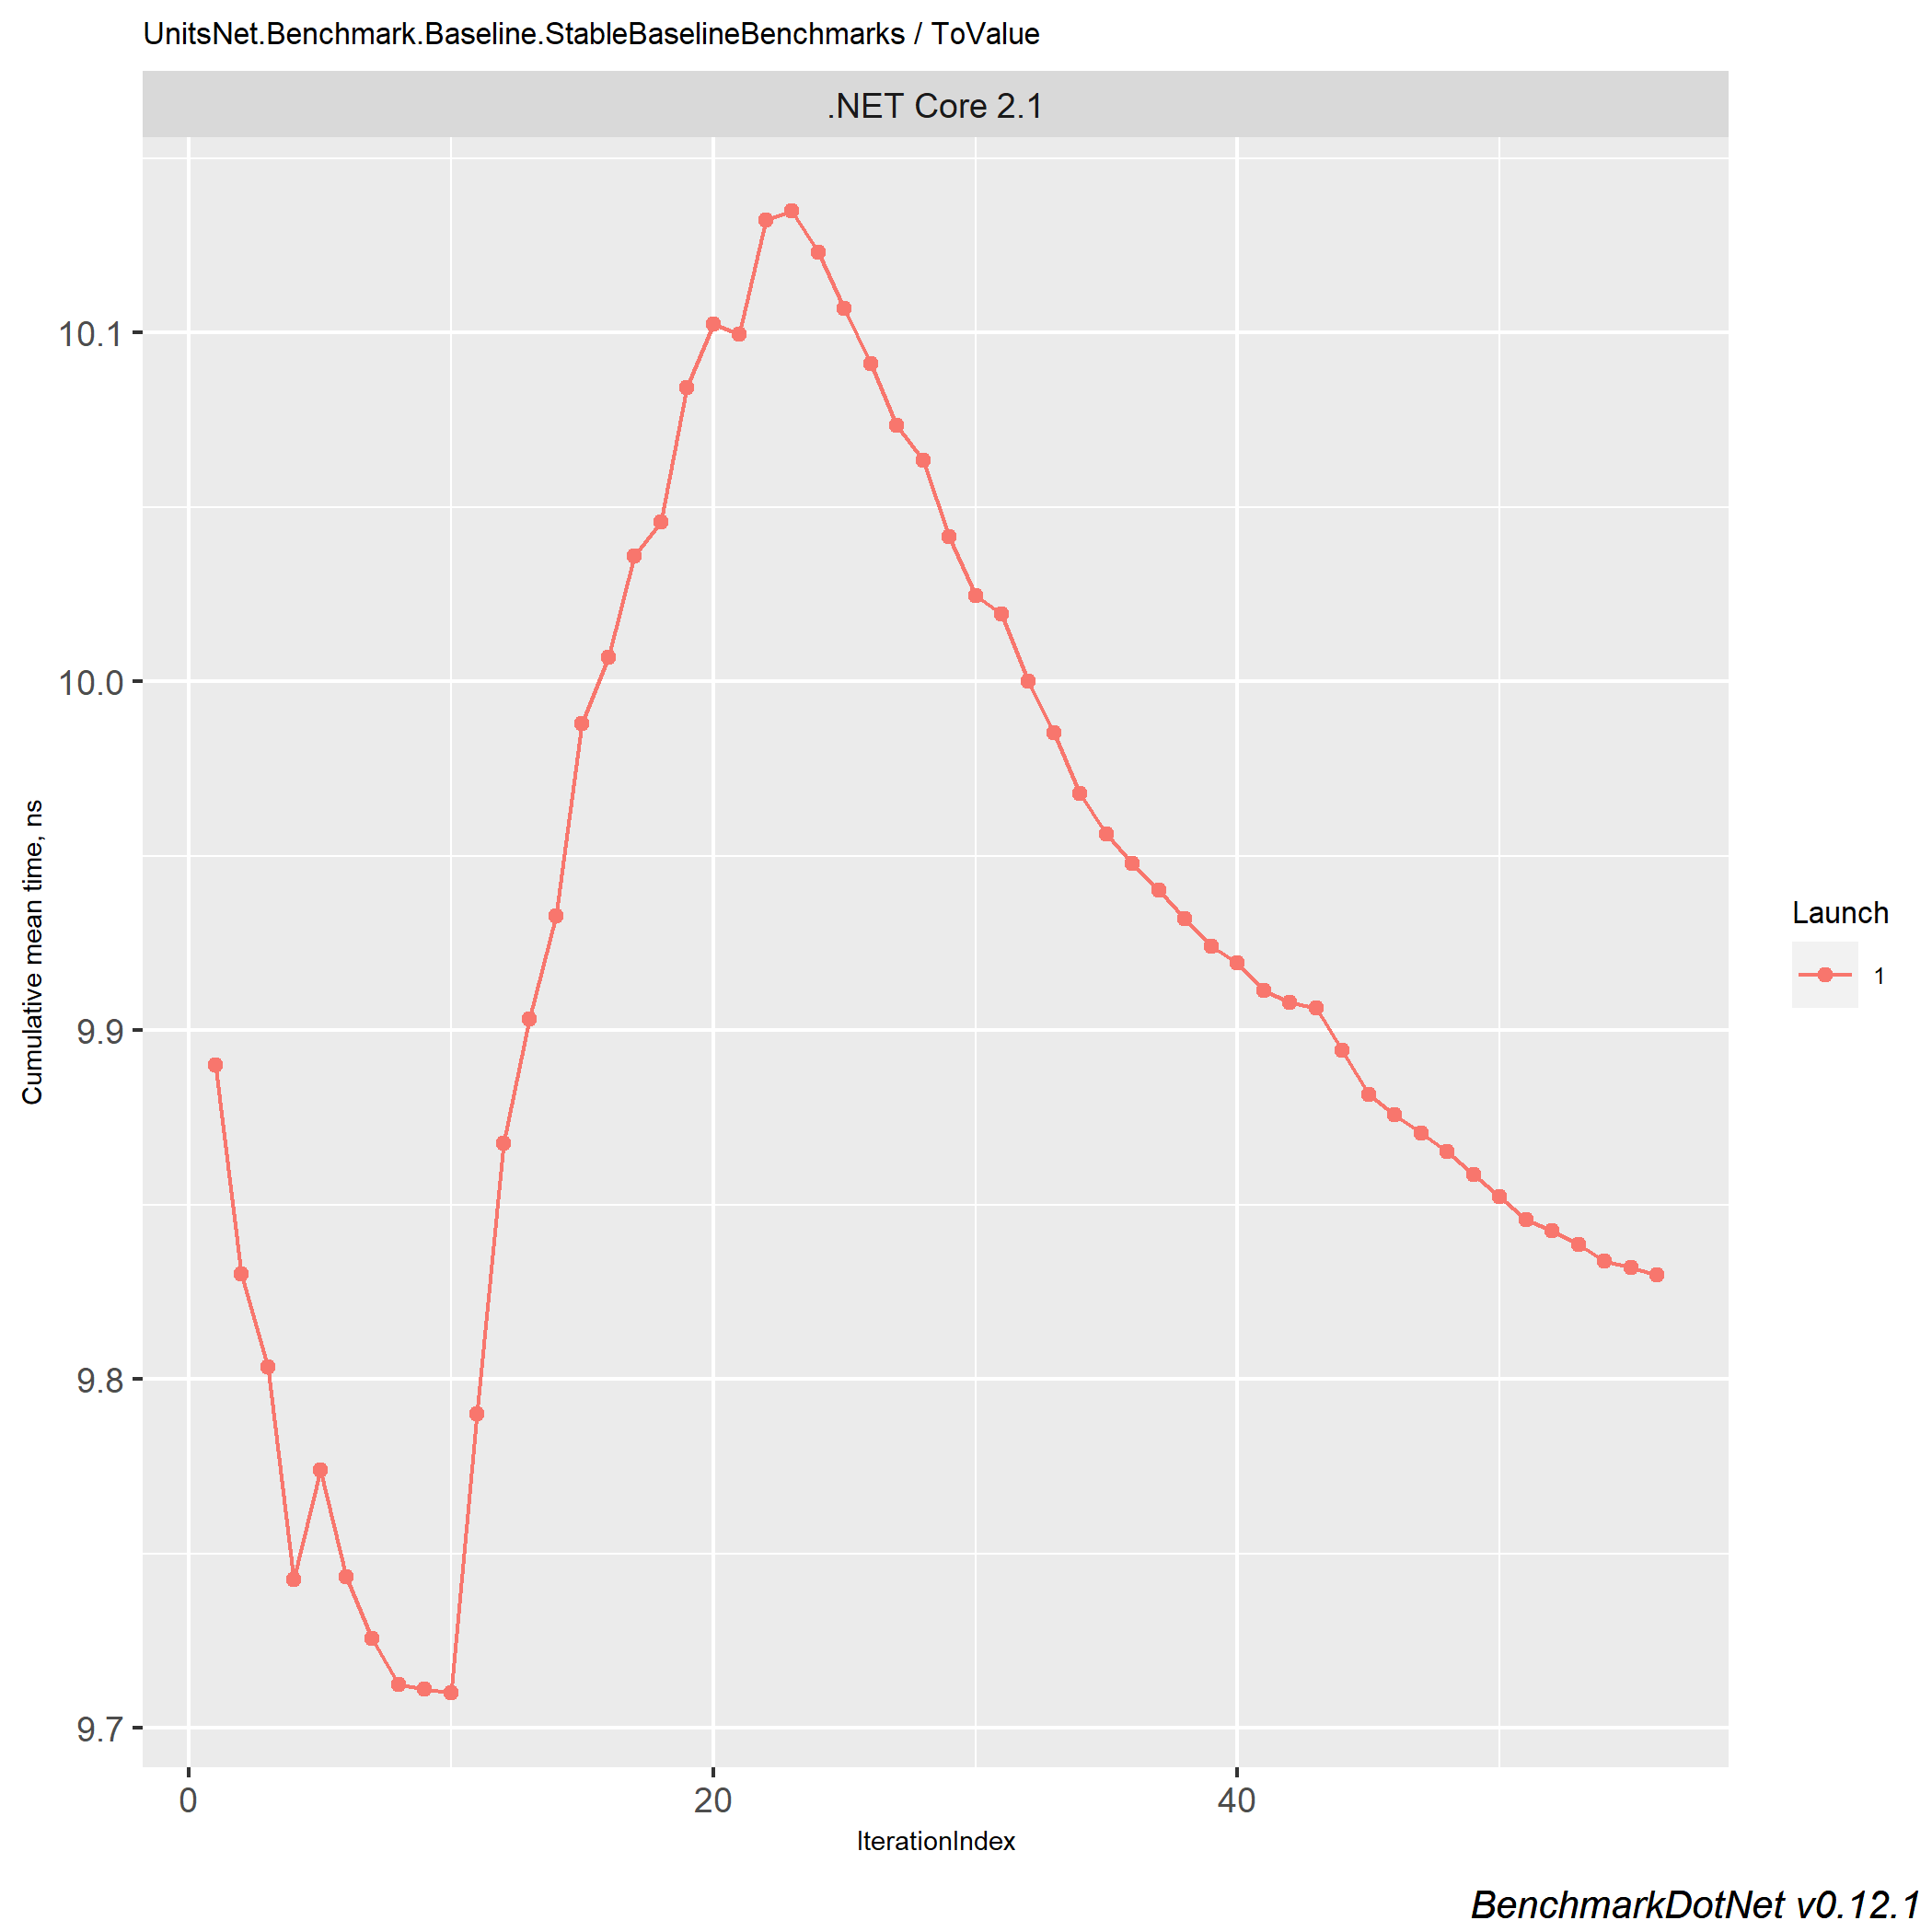 UnitsNet.Benchmark.Baseline.StableBaselineBenchmarks / ToValue
.NET Core 2.1
10.1
10.0
9.9
9.8
9.7
Cumulative mean time, ns
0 20 40
IterationIndex
Launch
1
BenchmarkDotNet v0.12.1